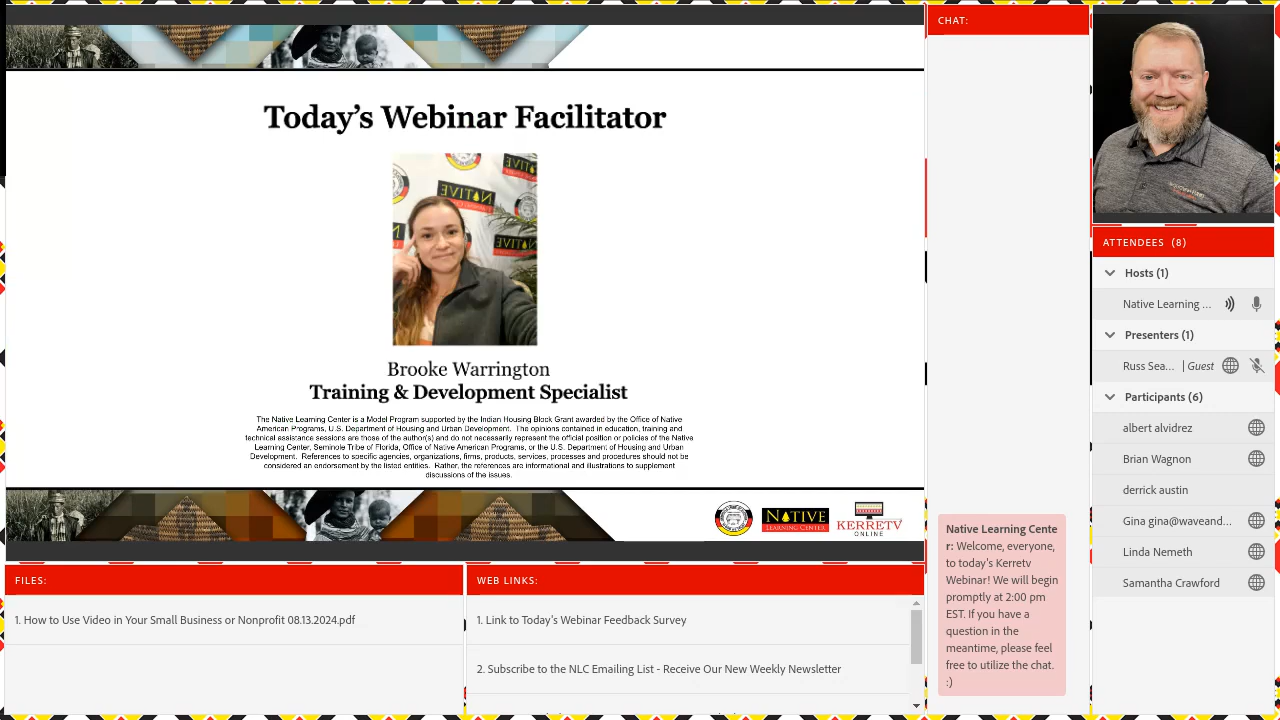 Today's Webinar Facilitator
NATIVE
Brooke Warrington
Training & Development Specialist
The Native Learning Center is a Model Program supported by the Indian Housing Block Grant awarded by the Office of Native
American Programs, U.S. Department of Housing and Urban Development. The opinions contained in education, training and
technical assistance sessions are those of the author(s) and do not necessarily represent the official position or policies of the Native
Learning Center, Seminole Tribe of Florida, Office of Native American Programs, or the U.S. Department of Housing and Urban
Development. References to specific agencies, organizations, firms, products, services, processes and procedures should not be
considered an endorsement by the listed entities. Rather, the references are informational and illustrations to supplement
discussions of the issues.
NATIVE
LEARNING CENTER
KERRETV
ONLINE
FILES:
1. How to Use Video in Your Small Business or Nonprofit 08.13.2024.pdf
WEB LINKS:
1. Link to Today's Webinar Feedback Survey
2. Subscribe to the NLC Emailing List - Receive Our New Weekly Newsletter
CHAT:
Native Learning Cente
r: Welcome, everyone,
to today's Kerretv
Webinar! We will begin
promptly at 2:00 pm
EST. If you have a
question in the
meantime, please feel
free to utilize the chat.
:)
ATTENDEES (8)
Hosts (1)
Native Learning ...
Presenters (1)
Russ Sea... | Guest
Participants (6)
albert alvidrez
Brian Wagnon
derrick austin
Gina gina@waveand...
Linda Nemeth
Samantha Crawford